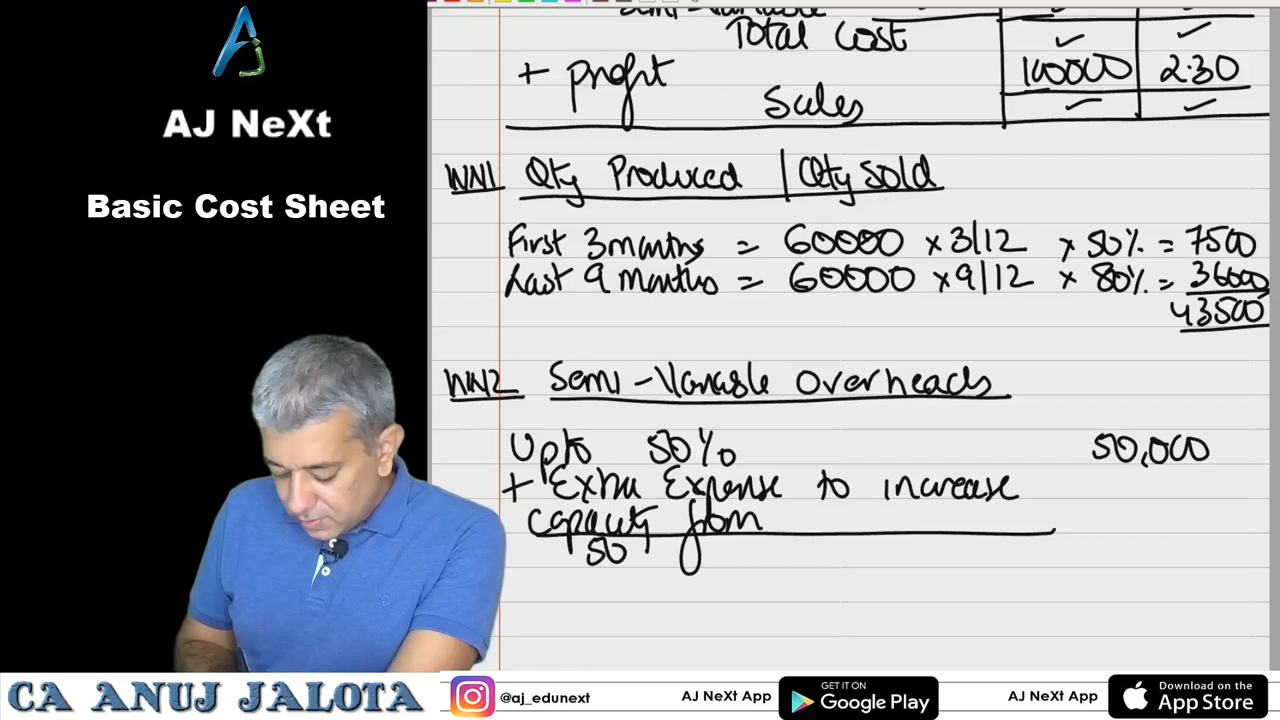 AJ NeXt
Basic Cost Sheet
Semi-Variable
Total Cost
+ Profit 100000 2.30
Sales
WN1 Qty Produced | Qty Sold
First 3 months = 60000 × 3/12 × 50% = 7500
Last 9 months = 60000 × 9/12 × 80% = 36000
43500
WN2 Semi-Variable Overheads
Upto 50% 50,000
+ Extra Expense to increase
capacity from
50
CA ANUJ JALOTA
@aj_edunext
AJ NeXt App
GET IT ON
Google Play
AJ NeXt App
Download on the
App Store